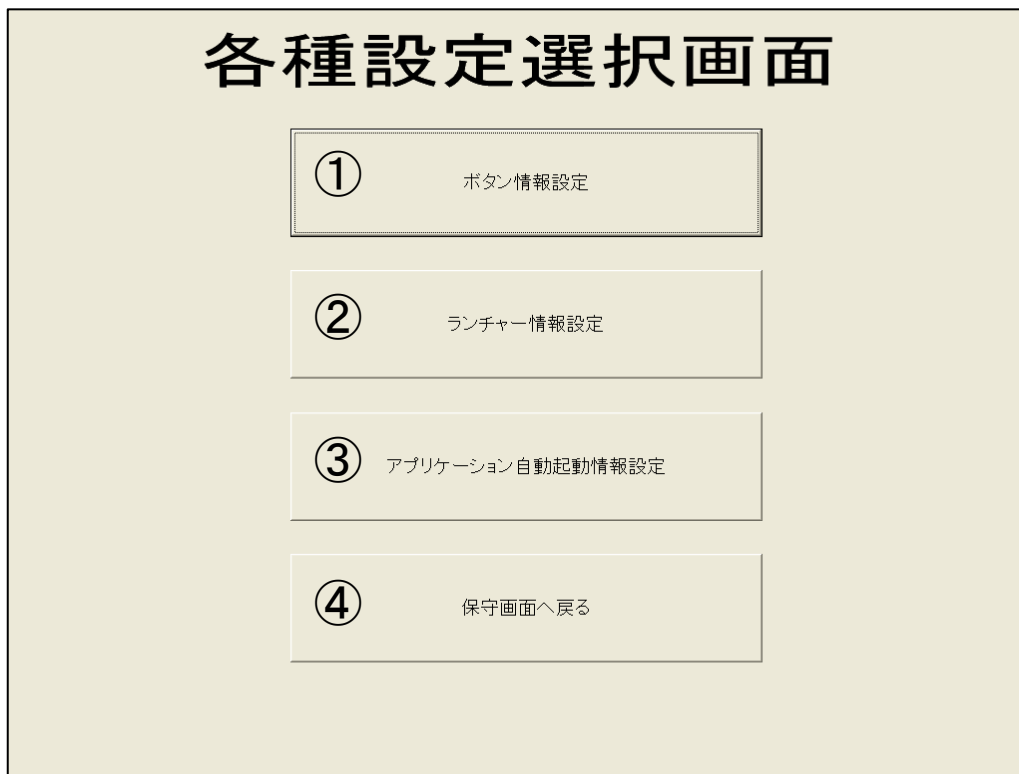 各種設定選択画面
① ボタン情報設定
② ランチャー情報設定
③ アプリケーション自動起動情報設定
④ 保守画面へ戻る